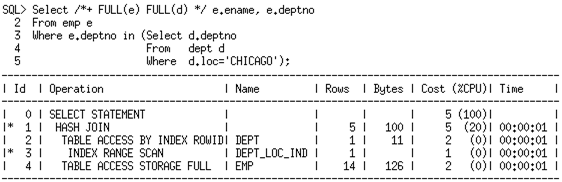 SQL> Select /*+ FULL(e) FULL(d) */ e.ename, e.deptno
  2  From emp e
  3  Where e.deptno in (Select d.deptno
  4                     From   dept d
  5                     Where  d.loc='CHICAGO');
--------------------------------------------------------------------------------------------
| Id  | Operation                    | Name         | Rows  | Bytes | Cost (%CPU)| Time     |
--------------------------------------------------------------------------------------------
|   0 | SELECT STATEMENT             |              |       |       |     5 (100)|          |
|*  1 |  HASH JOIN                   |              |     5 |   100 |     5  (20)| 00:00:01 |
|   2 |   TABLE ACCESS BY INDEX ROWID| DEPT         |     1 |    11 |     2   (0)| 00:00:01 |
|*  3 |    INDEX RANGE SCAN          | DEPT_LOC_IND |     1 |       |     1   (0)| 00:00:01 |
|   4 |   TABLE ACCESS STORAGE FULL  | EMP          |    14 |   126 |     2   (0)| 00:00:01 |
--------------------------------------------------------------------------------------------